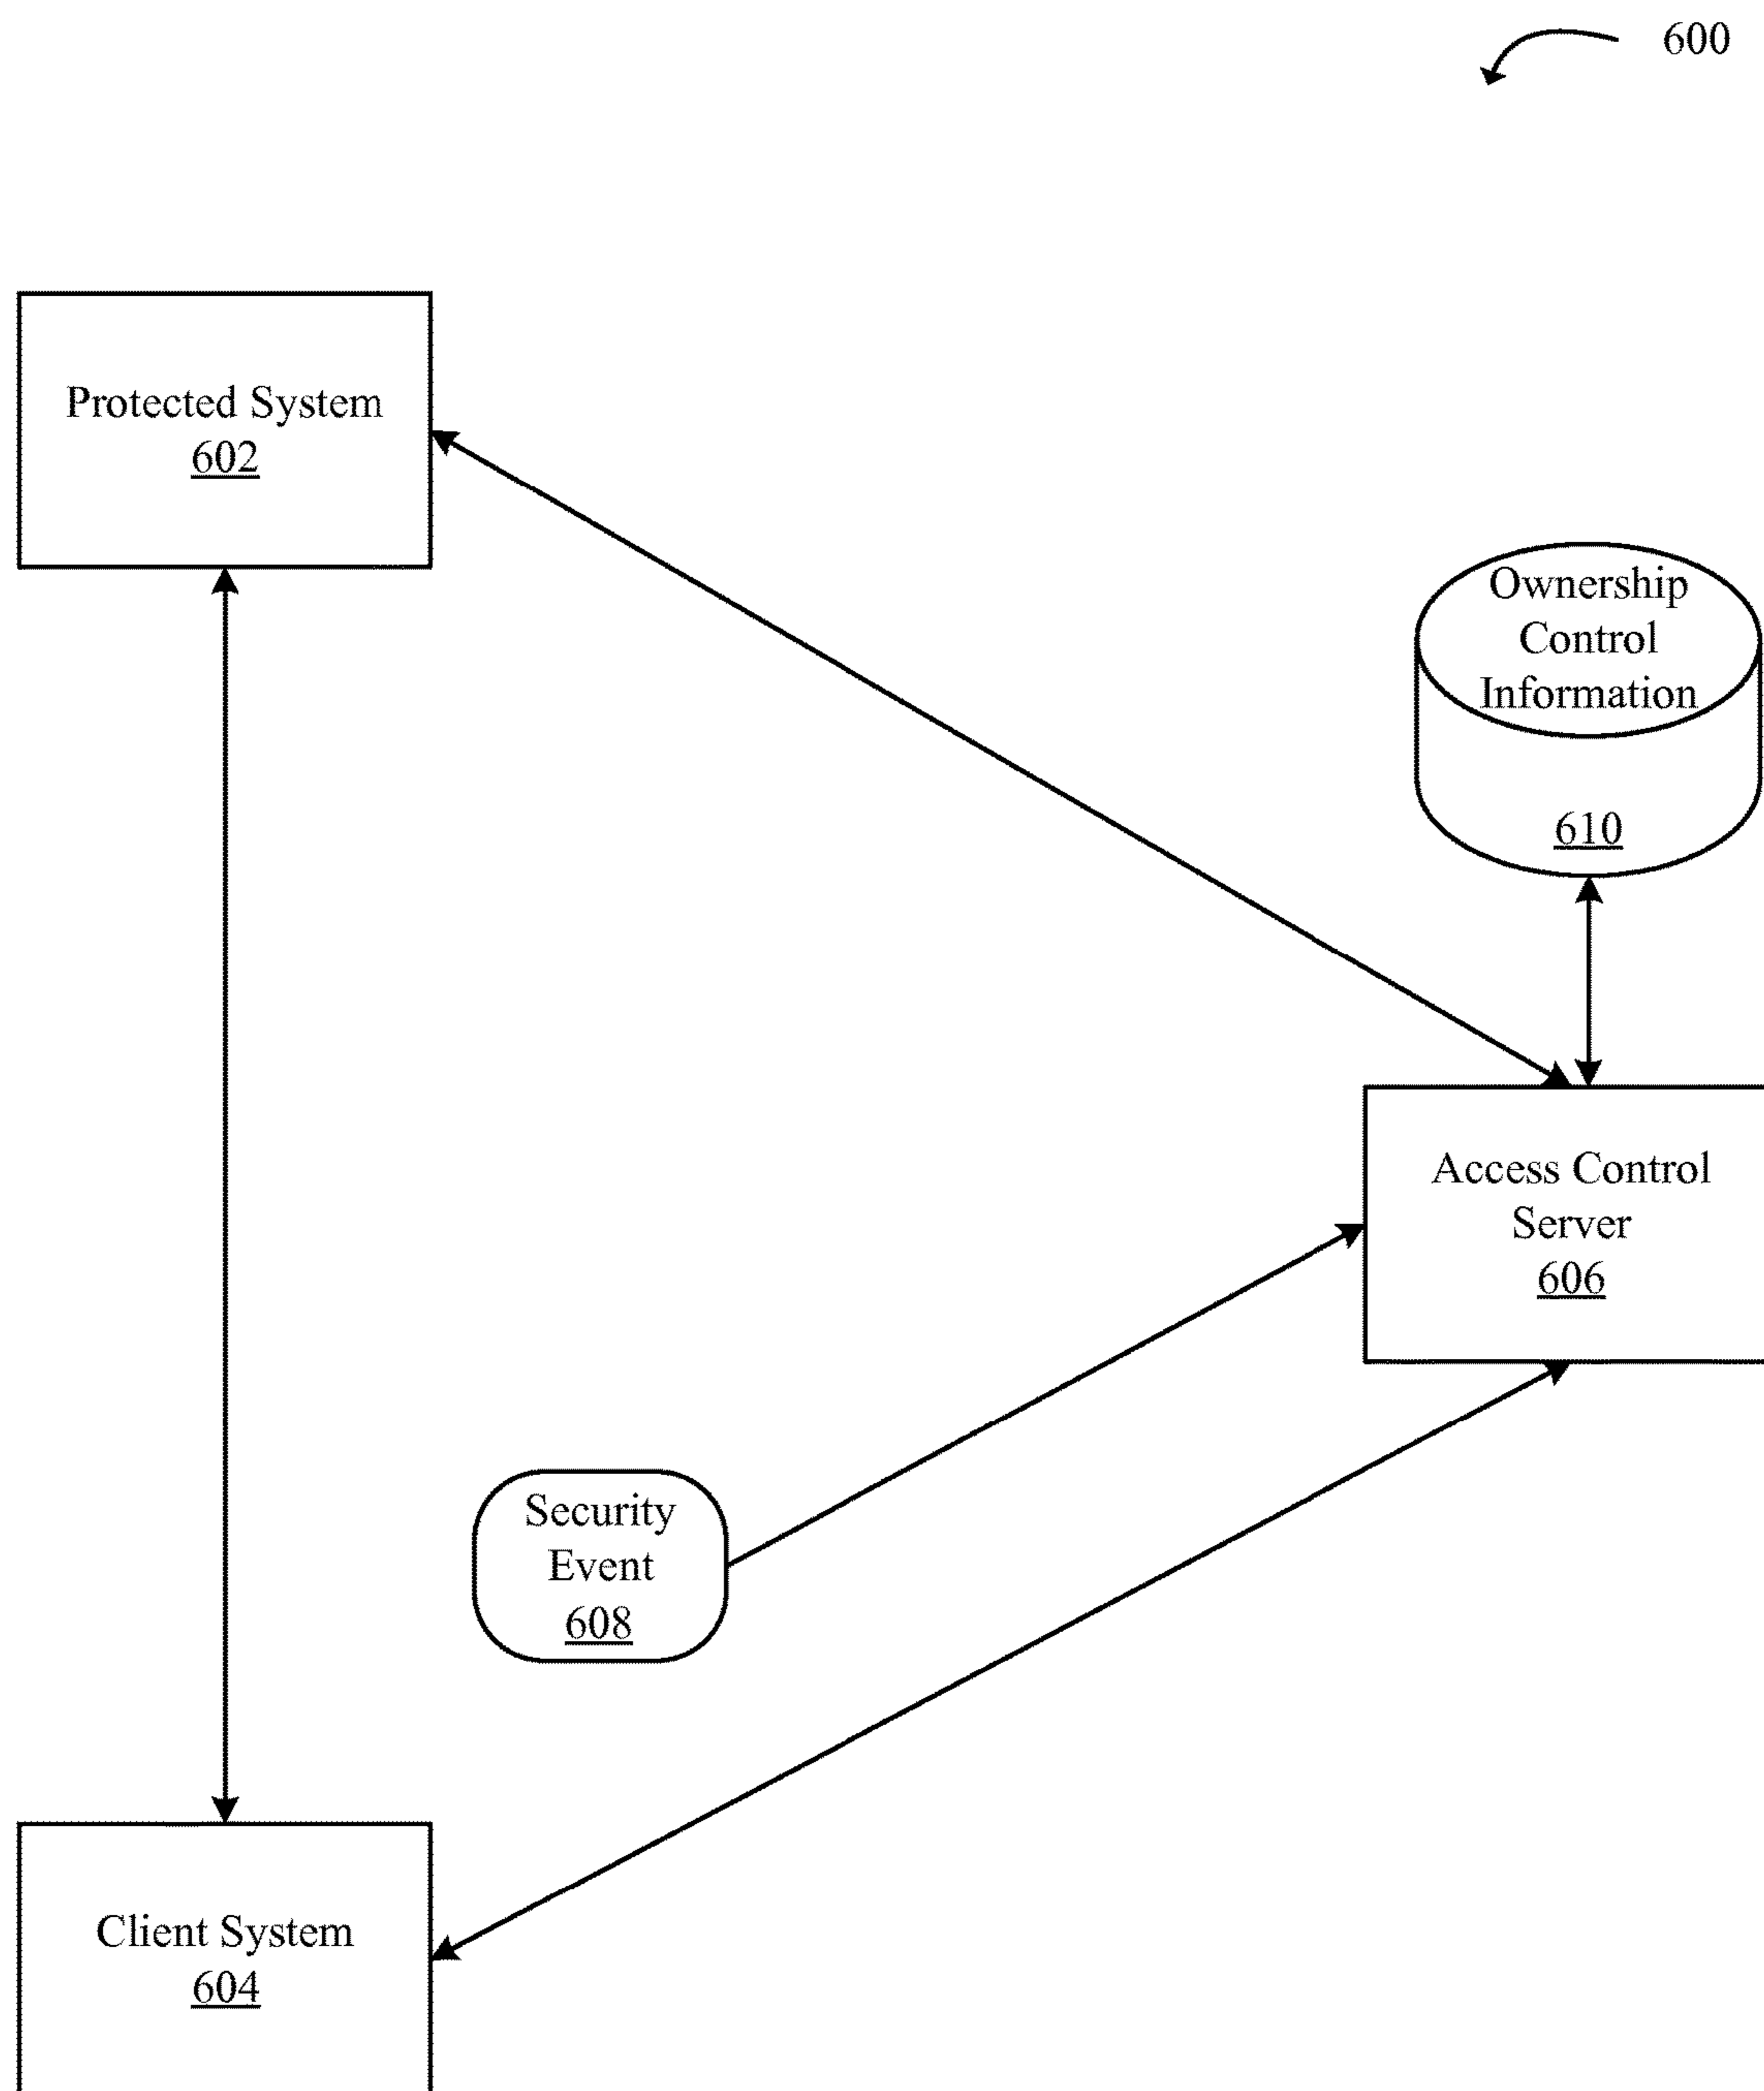 600
Protected System
602
Ownership
Control
Information
610
Access Control
Server
606
Security
Event
608
Client System
604